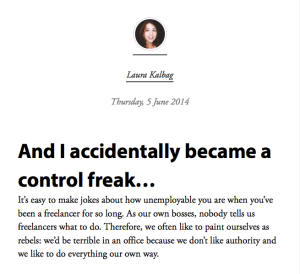 Laura Kalbag
Thursday, 5 June 2014
And I accidentally became a
control freak…
It's easy to make jokes about how unemployable you are when you've
been a freelancer for so long. As our own bosses, nobody tells us
freelancers what to do. Therefore, we often like to paint ourselves as
rebels: we'd be terrible in an office because we don't like authority and
we like to do everything our own way.